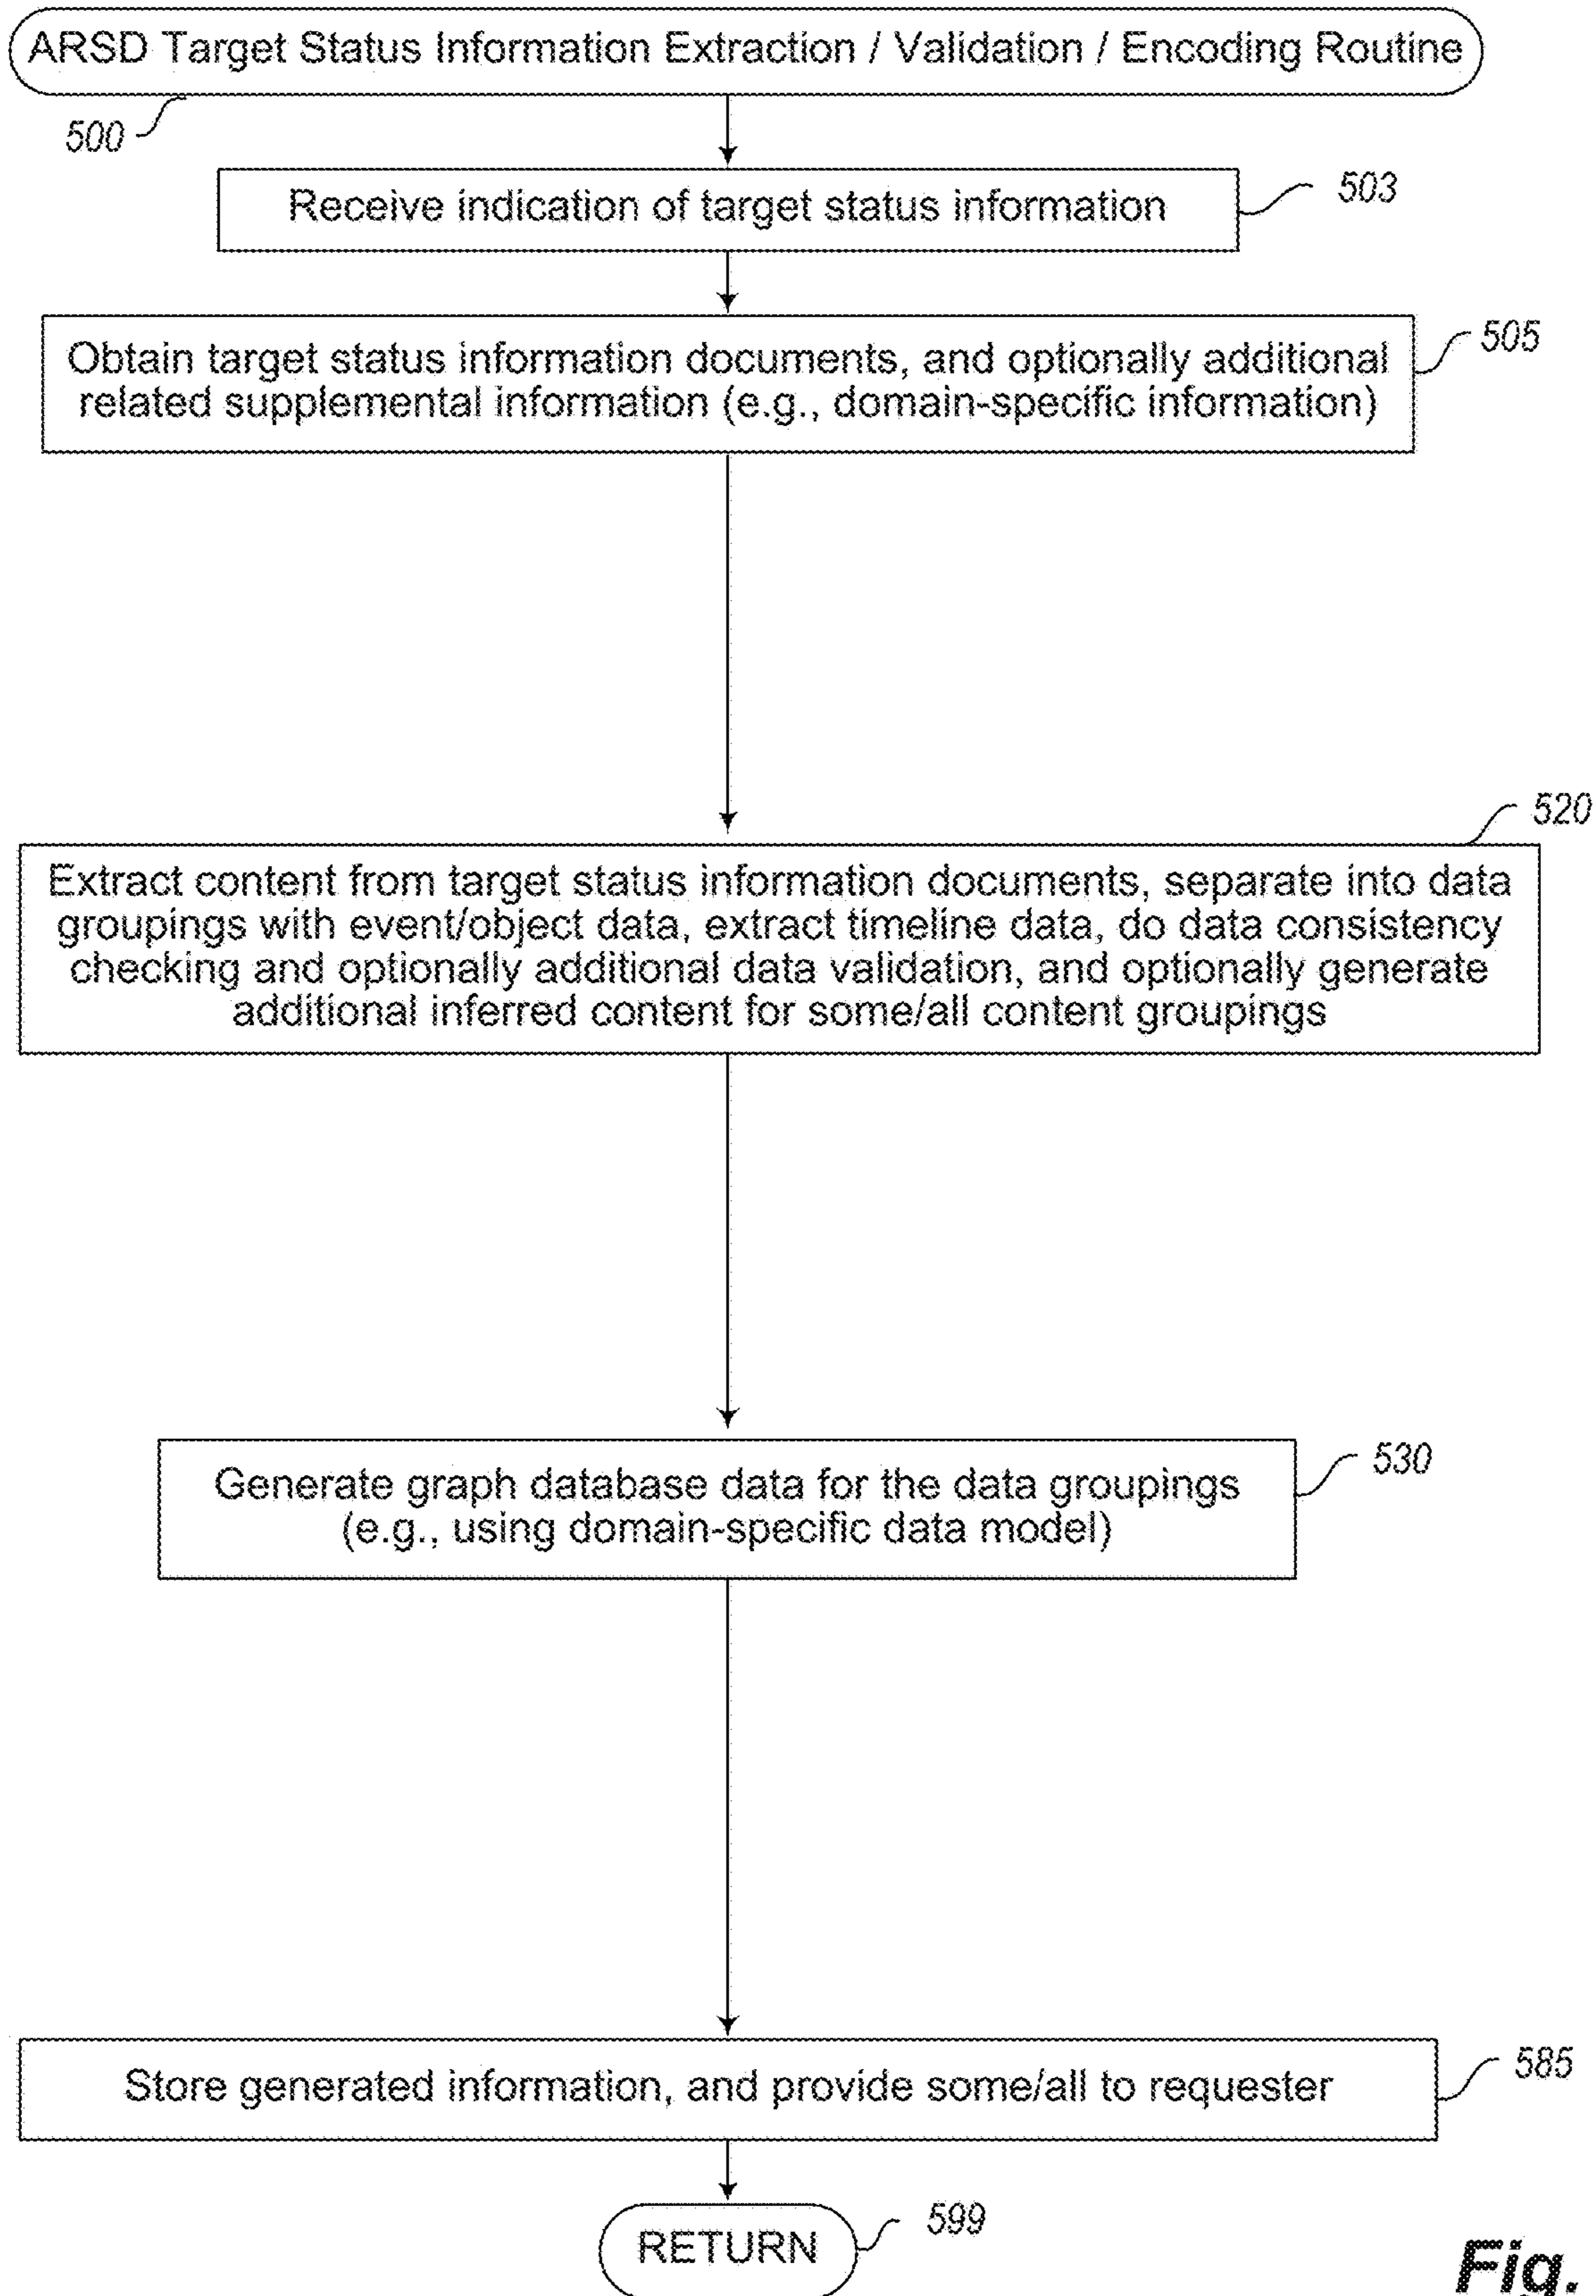 ARSD Target Status Information Extraction / Validation / Encoding Routine
500
Receive indication of target status information
503
Obtain target status information documents, and optionally additional
related supplemental information (e.g., domain-specific information)
505
520
Extract content from target status information documents, separate into data
groupings with event/object data, extract timeline data, do data consistency
checking and optionally additional data validation, and optionally generate
additional inferred content for some/all content groupings
Generate graph database data for the data groupings
(e.g., using domain-specific data model)
530
Store generated information, and provide some/all to requester
585
RETURN
599
Fig.